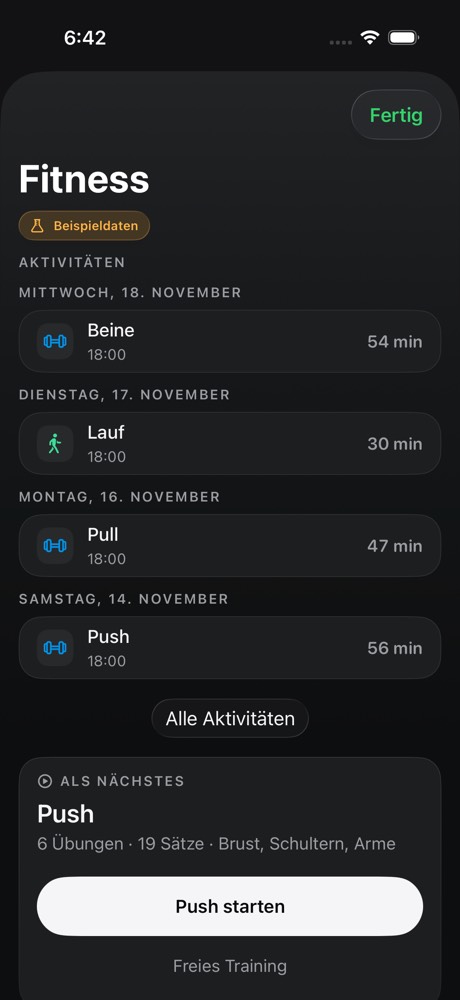 6:42
Fertig
Fitness
Beispieldaten
AKTIVITÄTEN
MITTWOCH, 18. NOVEMBER
Beine
54 min
18:00
DIENSTAG, 17. NOVEMBER
Lauf
30 min
18:00
MONTAG, 16. NOVEMBER
Pull
47 min
18:00
SAMSTAG, 14. NOVEMBER
Push
56 min
18:00
Alle Aktivitäten
ALS NÄCHSTES
Push
6 Übungen · 19 Sätze · Brust, Schultern, Arme
Push starten
Freies Training